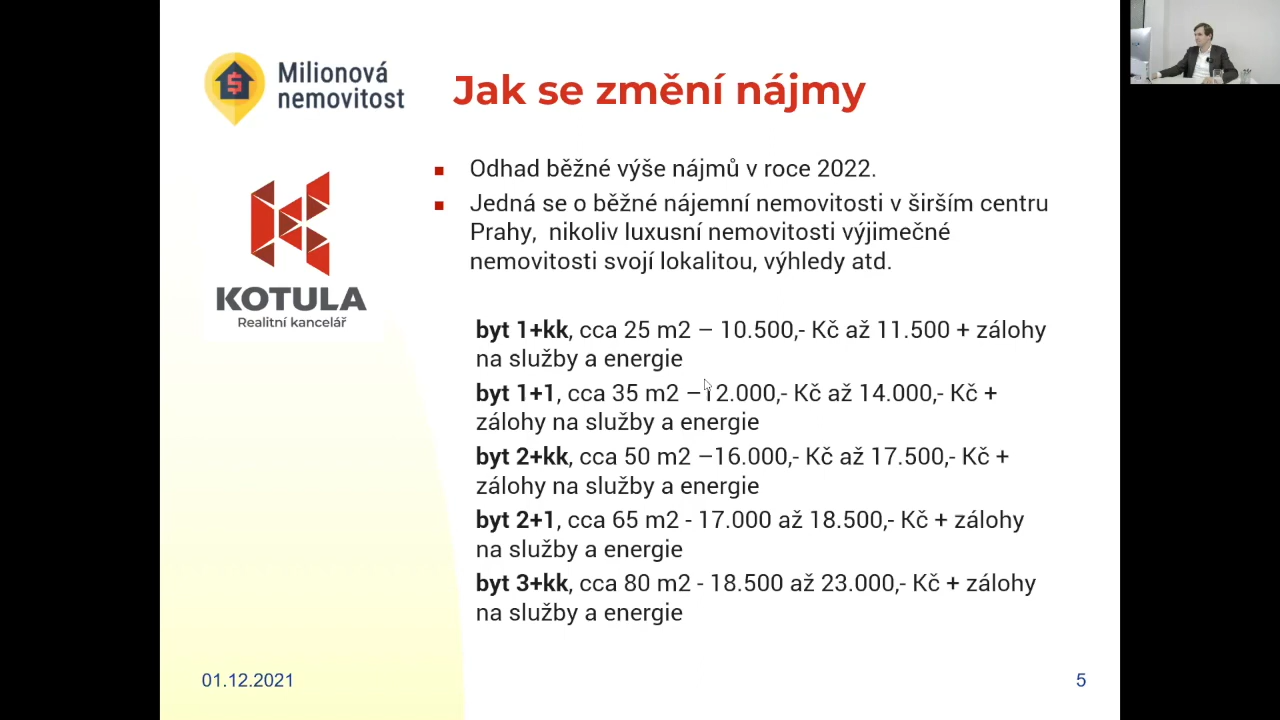 Milionová
nemovitost
Jak se změní nájmy
KOTULA
Realitní kancelář
Odhad běžné výše nájmů v roce 2022.
Jedná se o běžné nájemní nemovitosti v širším centru
Prahy, nikoliv luxusní nemovitosti výjimečné
nemovitosti svojí lokalitou, výhledy atd.
byt 1+kk, cca 25 m2 – 10.500,- Kč až 11.500 + zálohy
na služby a energie
byt 1+1, cca 35 m2 –12.000,- Kč až 14.000,- Kč +
zálohy na služby a energie
byt 2+kk, cca 50 m2 –16.000,- Kč až 17.500,- Kč +
zálohy na služby a energie
byt 2+1, cca 65 m2 - 17.000 až 18.500,- Kč + zálohy
na služby a energie
byt 3+kk, cca 80 m2 - 18.500 až 23.000,- Kč + zálohy
na služby a energie
01.12.2021
5